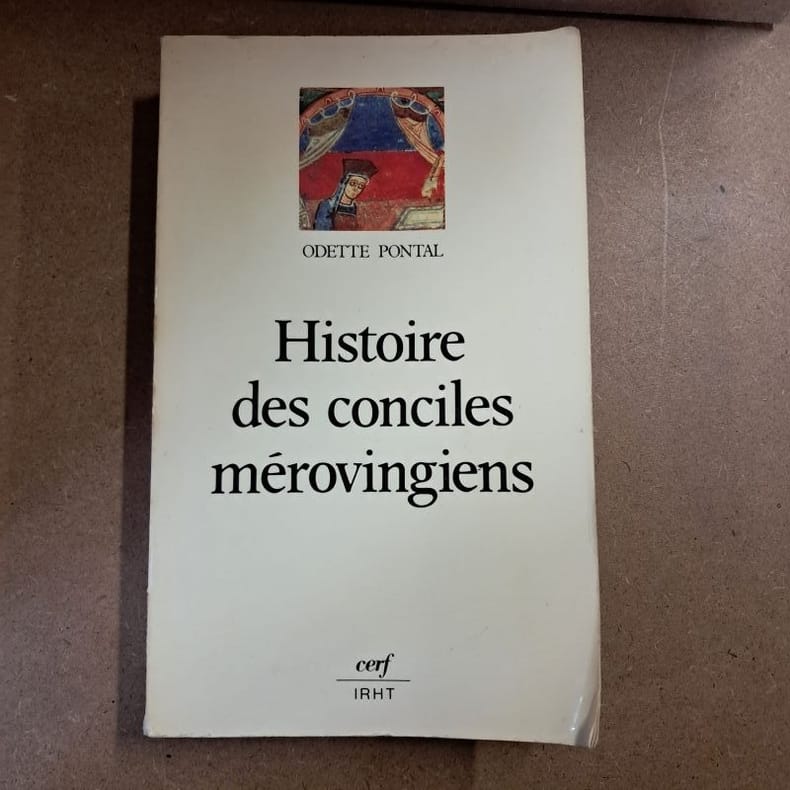 ODETTE PONTAL
Histoire
des conciles
mérovingiens
cerf
IRHT